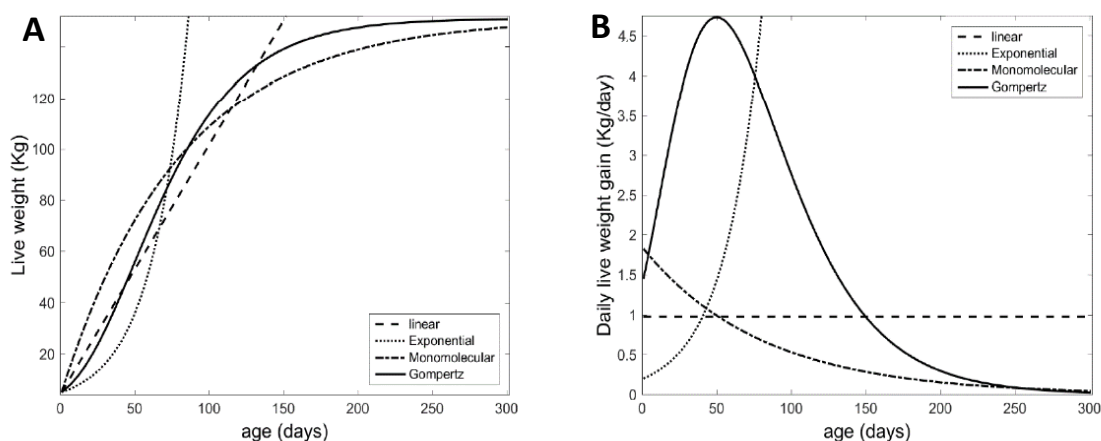 A
Live weight (Kg)
120
100
80
60
40
20
0 50 100 150 200 250 300
age (days)
linear
Exponential
Monomolecular
Gompertz
B
Daily live weight gain (Kg/day)
4.5
4
3.5
3
2.5
2
1.5
1
0.5
0
0 50 100 150 200 250 300
age (days)
linear
Exponential
Monomolecular
Gompertz